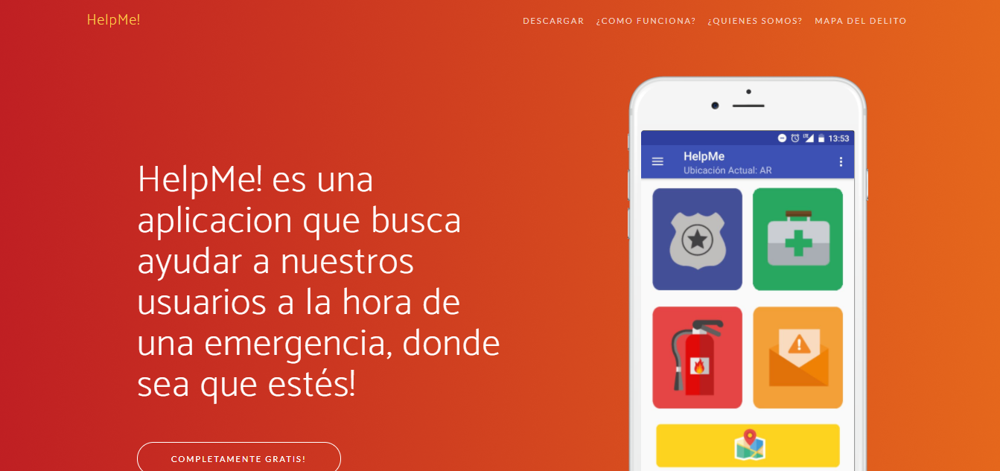 HelpMe!
DESCARGAR ¿COMO FUNCIONA? ¿QUIENES SOMOS? MAPA DEL DELITO
HelpMe! es una
aplicacion que busca
ayudar a nuestros
usuarios a la hora de
una emergencia, donde
sea que estés!
COMPLETAMENTE GRATIS!
LTE 13:53
HelpMe
Ubicación Actual: AR